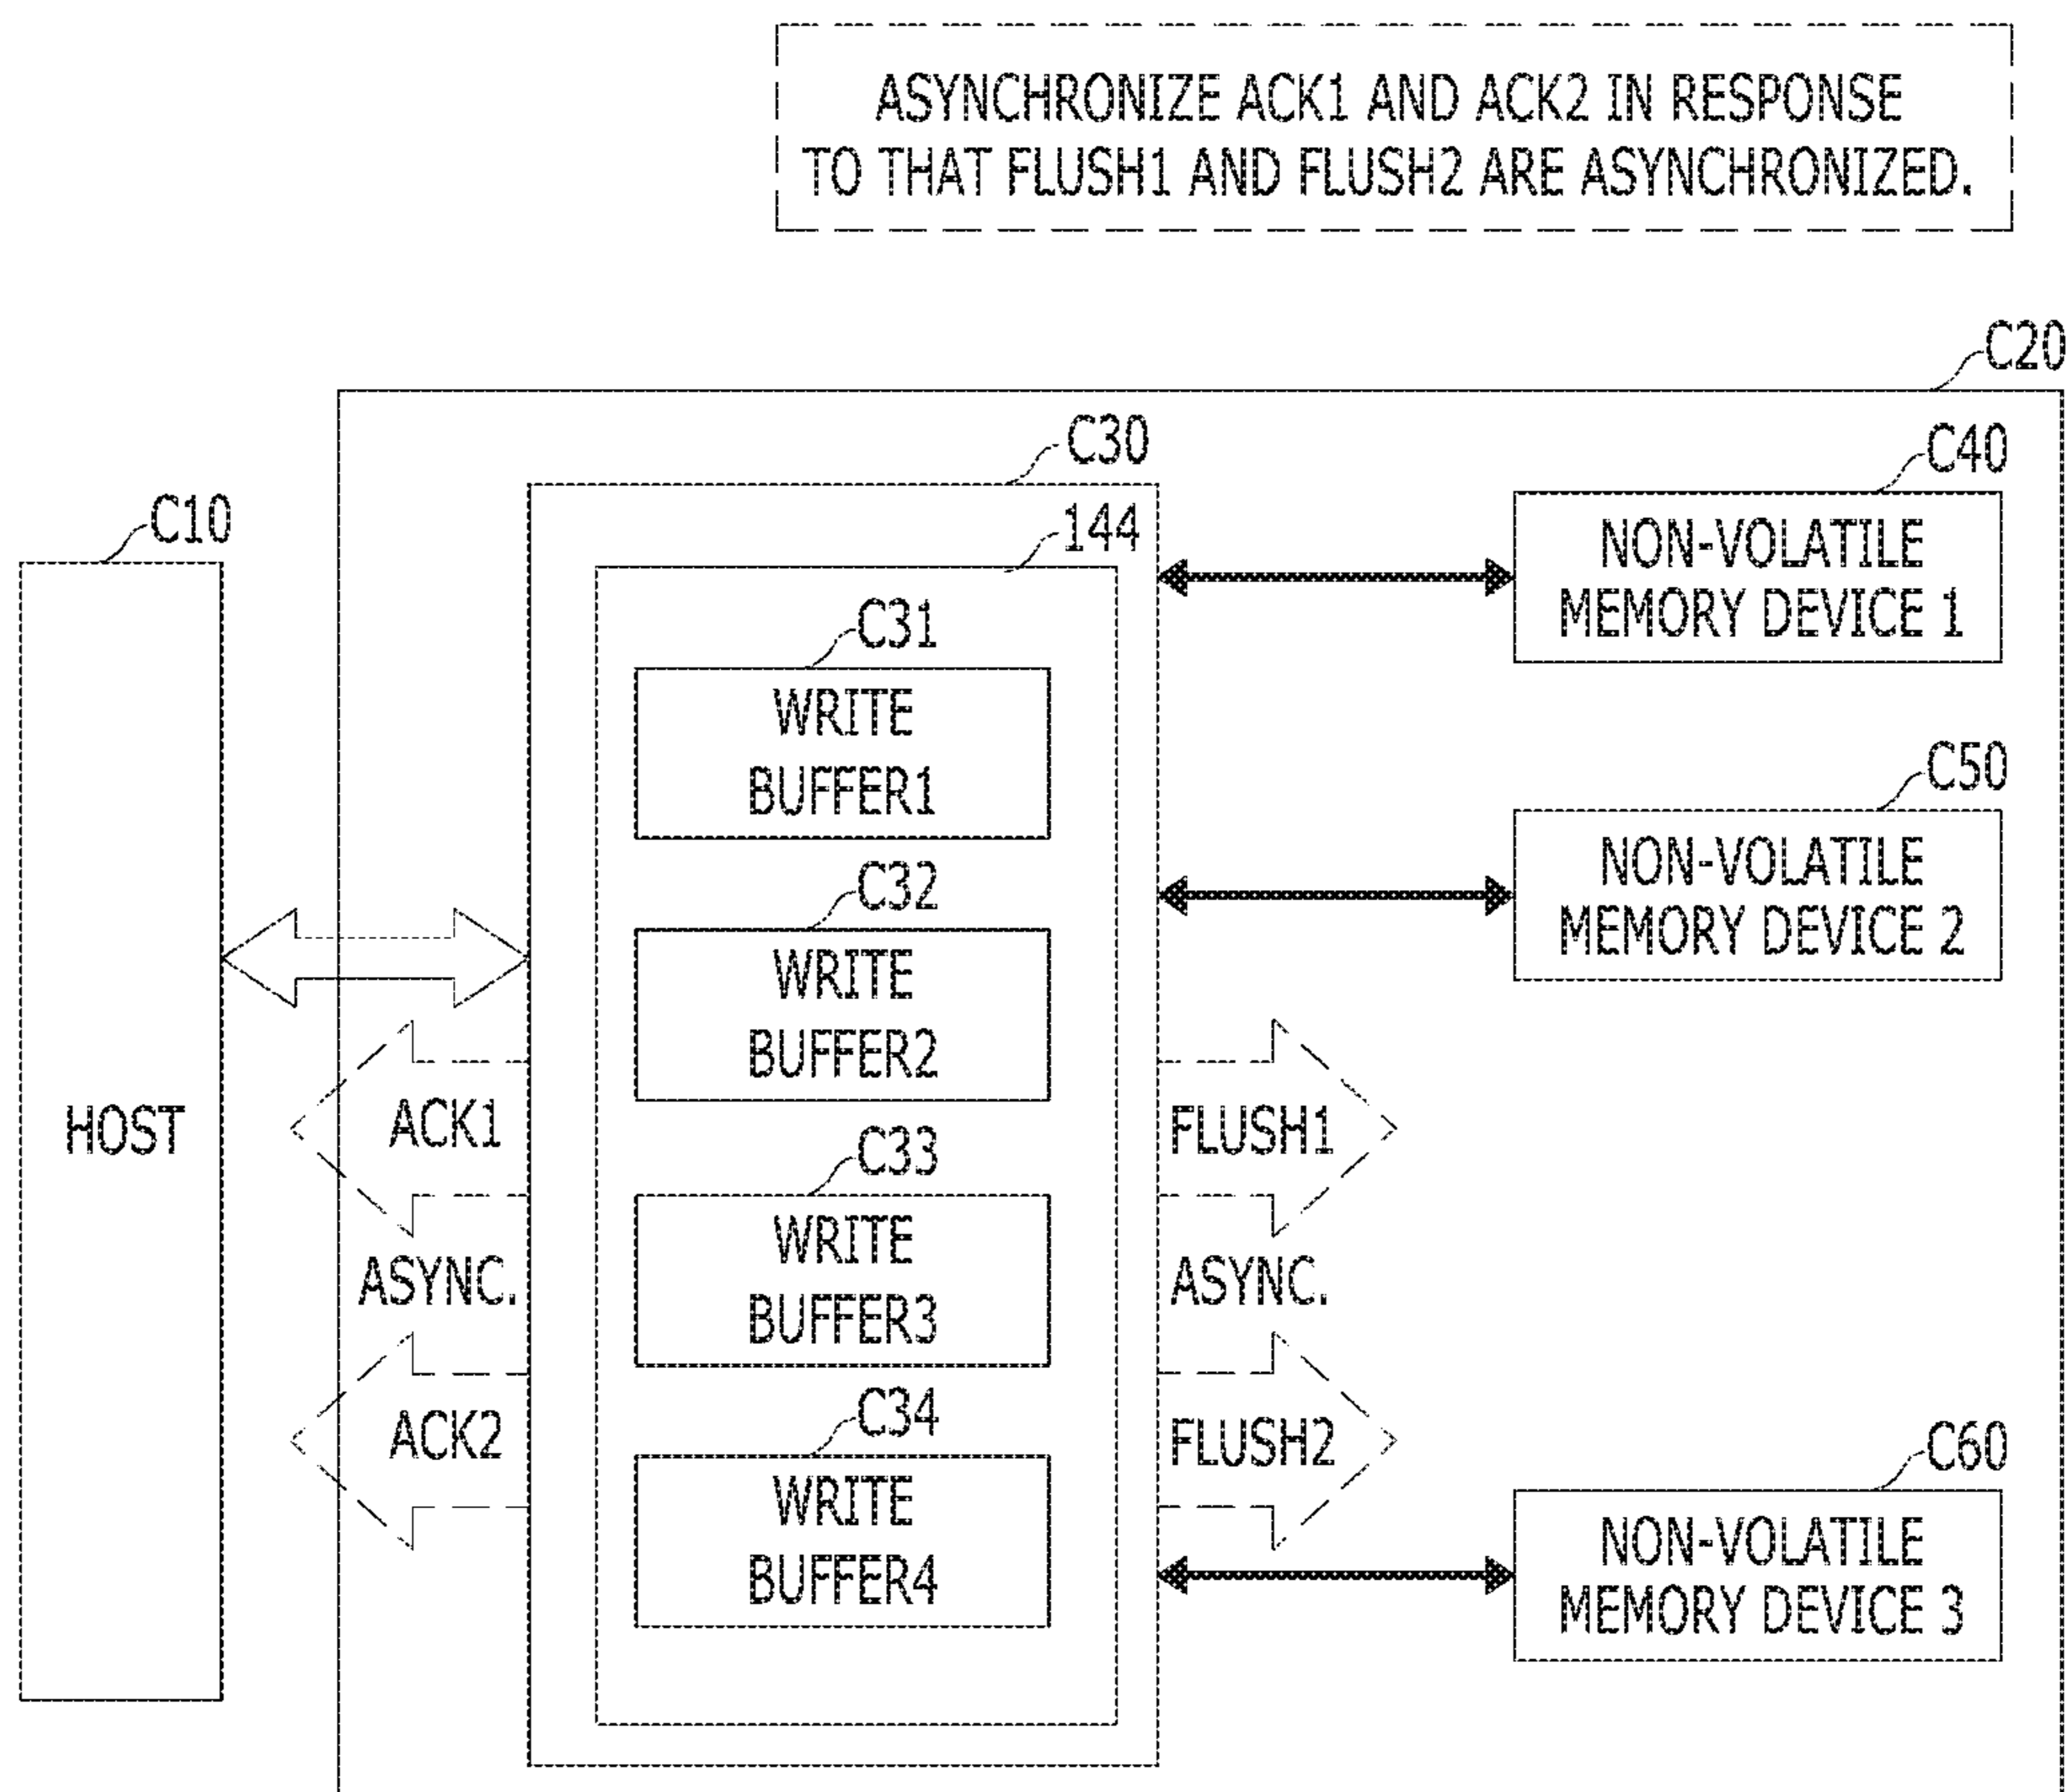 ASYNCHRONIZE ACK1 AND ACK2 IN RESPONSE
TO THAT FLUSH1 AND FLUSH2 ARE ASYNCHRONIZED.
C20
C30
C40
C10
144
NON-VOLATILE
MEMORY DEVICE 1
C31
WRITE
BUFFER1
C50
NON-VOLATILE
MEMORY DEVICE 2
C32
WRITE
BUFFER2
HOST
ACK1
FLUSH1
C33
WRITE
BUFFER3
ASYNC.
ASYNC.
C34
ACK2
FLUSH2
WRITE
BUFFER4
C60
NON-VOLATILE
MEMORY DEVICE 3